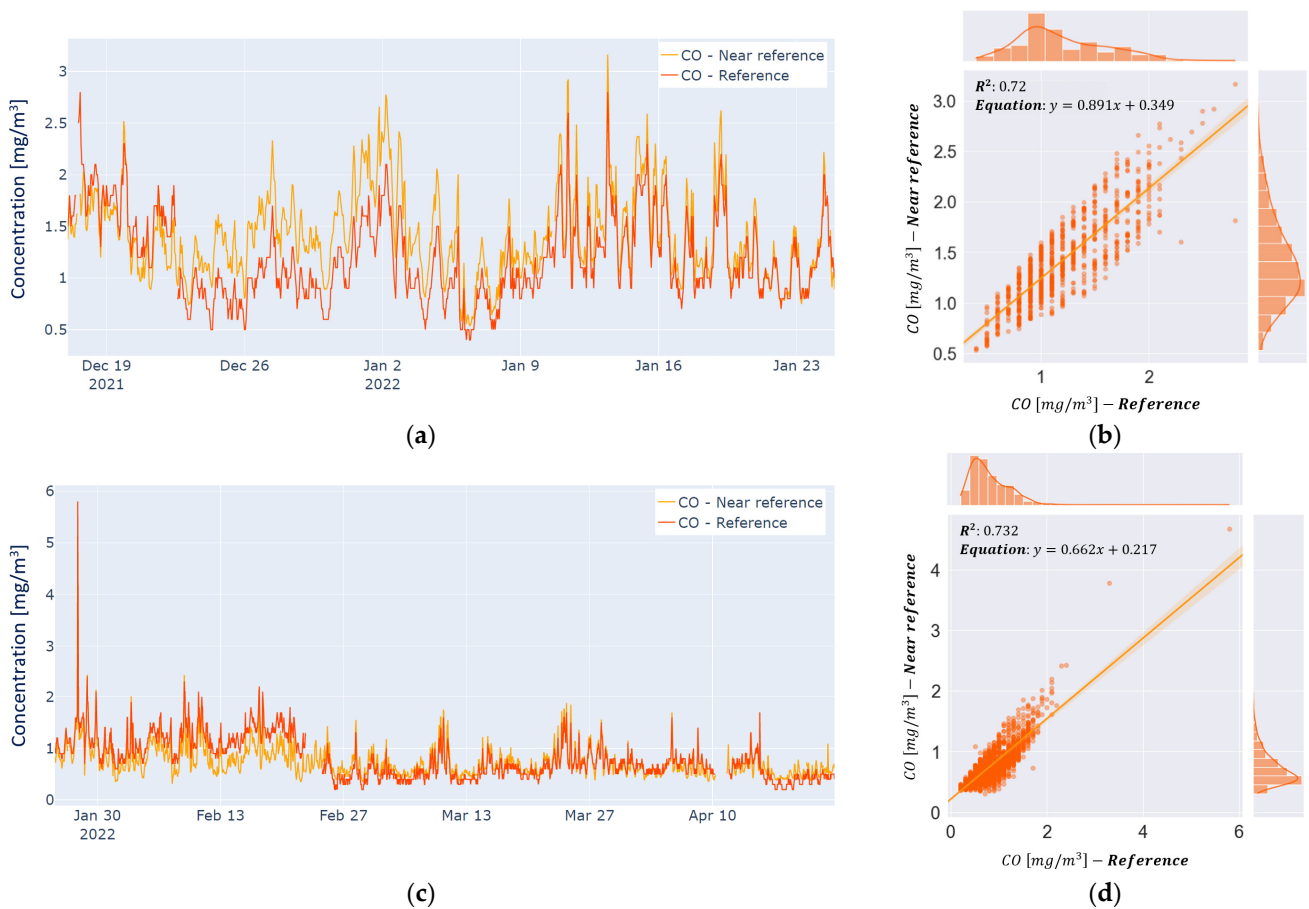 CO - Near reference
CO - Reference
Concentration [mg/m³]
3
2.5
2
1.5
1
0.5
Dec 19
2021
Dec 26
Jan 2
2022
Jan 9
Jan 16
Jan 23
(a)
R²: 0.72
Equation: y = 0.891x + 0.349
CO [mg/m³] − Near reference
3.0
2.5
2.0
1.5
1.0
0.5
1
2
CO [mg/m³] − Reference
(b)
CO - Near reference
CO - Reference
Concentration [mg/m³]
6
5
4
3
2
1
0
Jan 30
2022
Feb 13
Feb 27
Mar 13
Mar 27
Apr 10
(c)
R²: 0.732
Equation: y = 0.662x + 0.217
CO [mg/m³] − Near reference
4
3
2
1
0
0
2
4
6
CO [mg/m³] − Reference
(d)